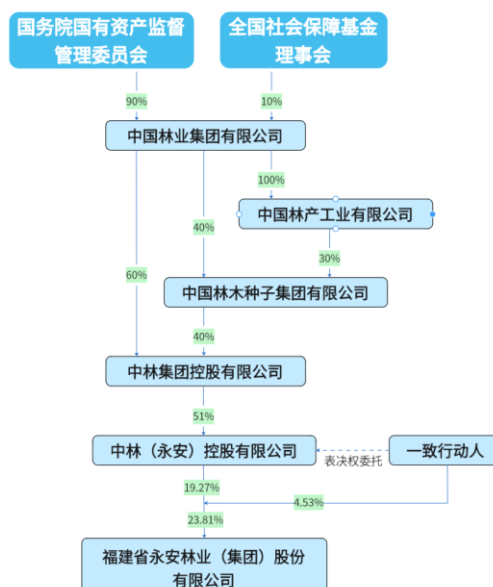 国务院国有资产监督
管理委员会
全国社会保障基金
理事会
90%
10%
中国林业集团有限公司
100%
中国林产工业有限公司
40%
30%
60%
中国林木种子集团有限公司
40%
中林集团控股有限公司
51%
中林（永安）控股有限公司
一致行动人
表决权委托
19.27%
4.53%
23.81%
福建省永安林业（集团）股份
有限公司